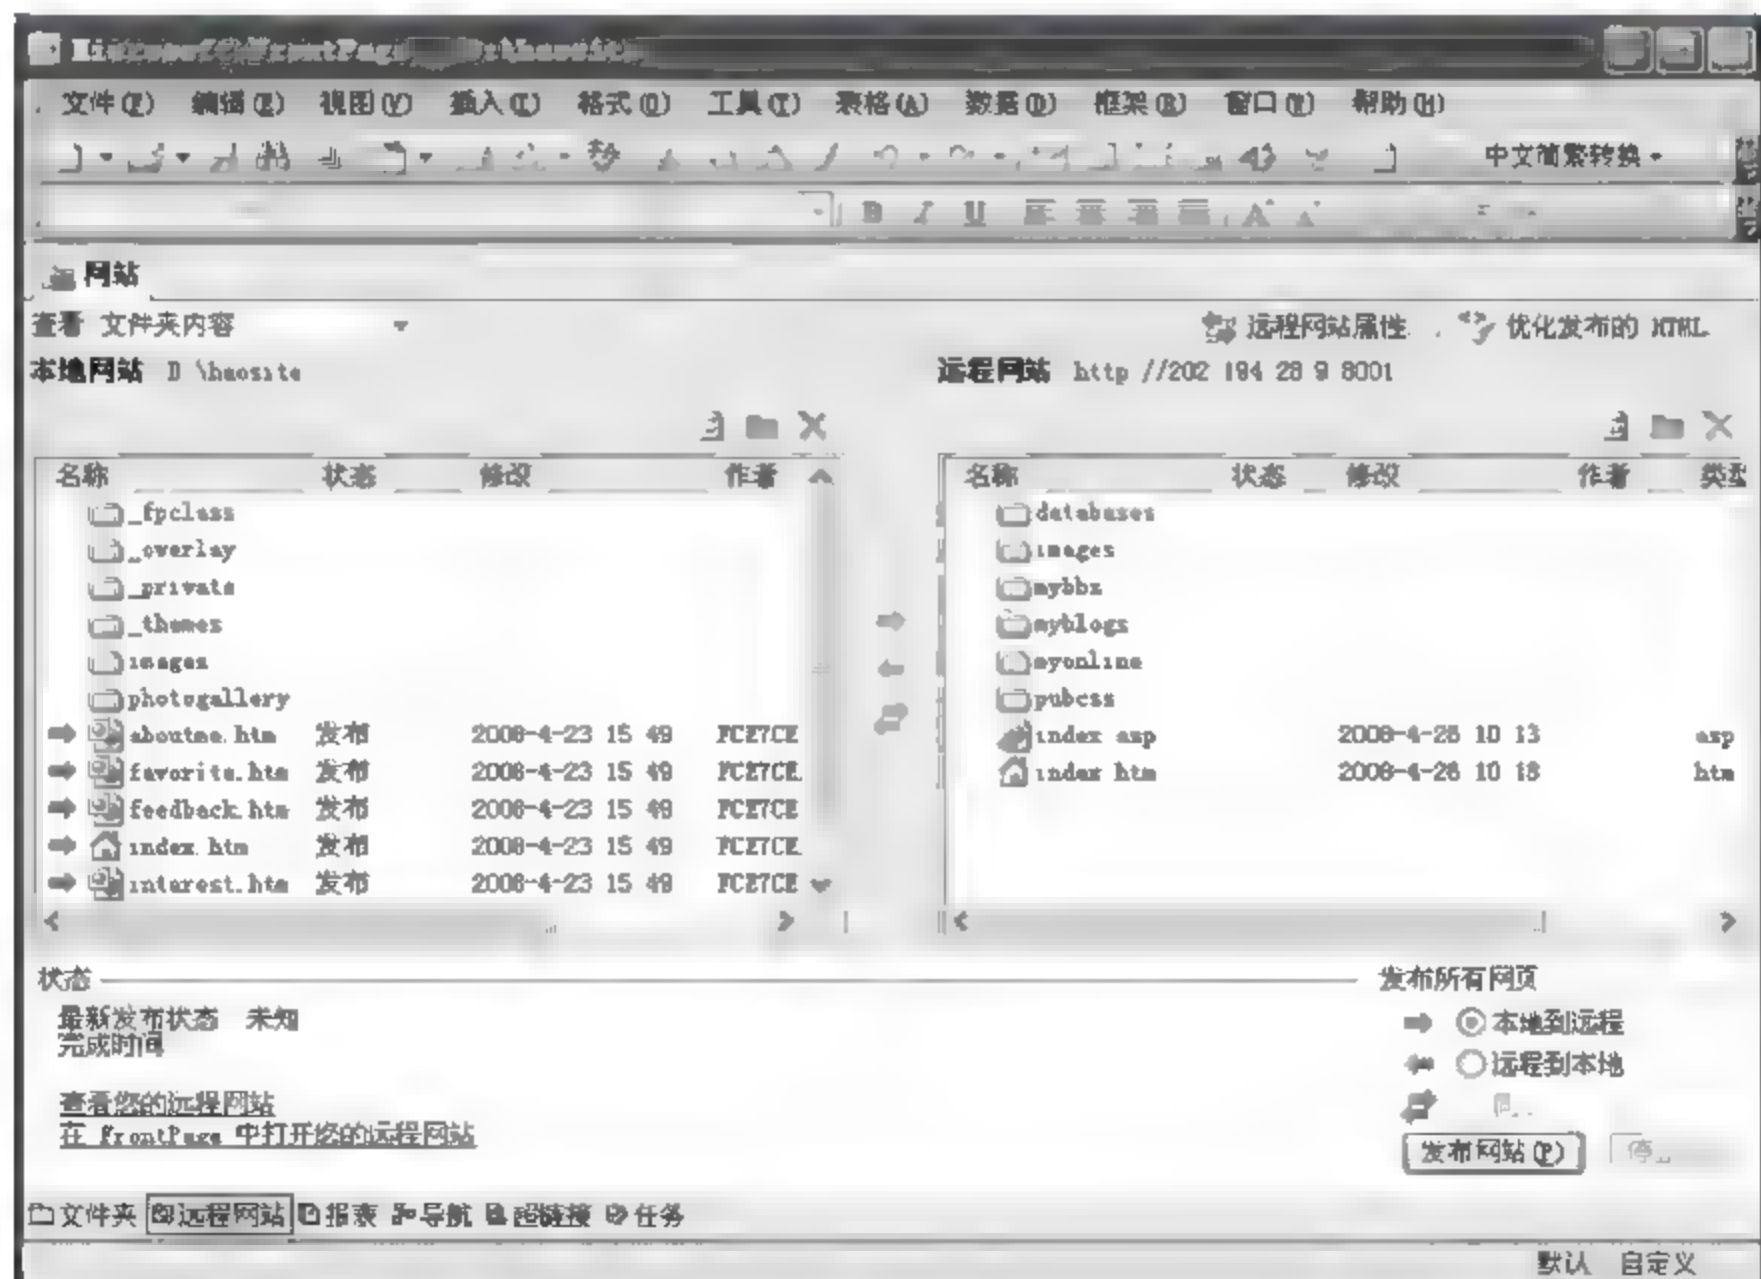 文件(F) 编辑(E) 视图(V) 插入(I) 格式(O) 工具(T) 表格(A) 数据(D) 框架(R) 窗口(W) 帮助(H)
中文简繁转换
B I U
网站
查看 文件夹内容 远程网站属性 优化发布的 HTML
本地网站 D \haosite 远程网站 http //202 194 28 9 8001
名称 状态 修改 作者 名称 状态 修改 作者 类型
_fpclass databases
_overlay images
_private mybbs
_themes myblogs
images myonline
photogallery pubcss
aboutme.htm 发布 2008-4-23 15 49 index asp asp
favorite.htm 发布 2008-4-23 15 49 index htm htm
feedback.htm 发布 2008-4-23 15 49
index.htm 发布 2008-4-23 15 49
interest.htm 发布 2008-4-23 15 49
状态 发布所有网页
最新发布状态 未知 本地到远程
完成时间 远程到本地
查看您的远程网站
在 FrontPage 中打开您的远程网站
发布网站(P) 停
文件夹 远程网站 报表 导航 超链接 任务
默认 自定义